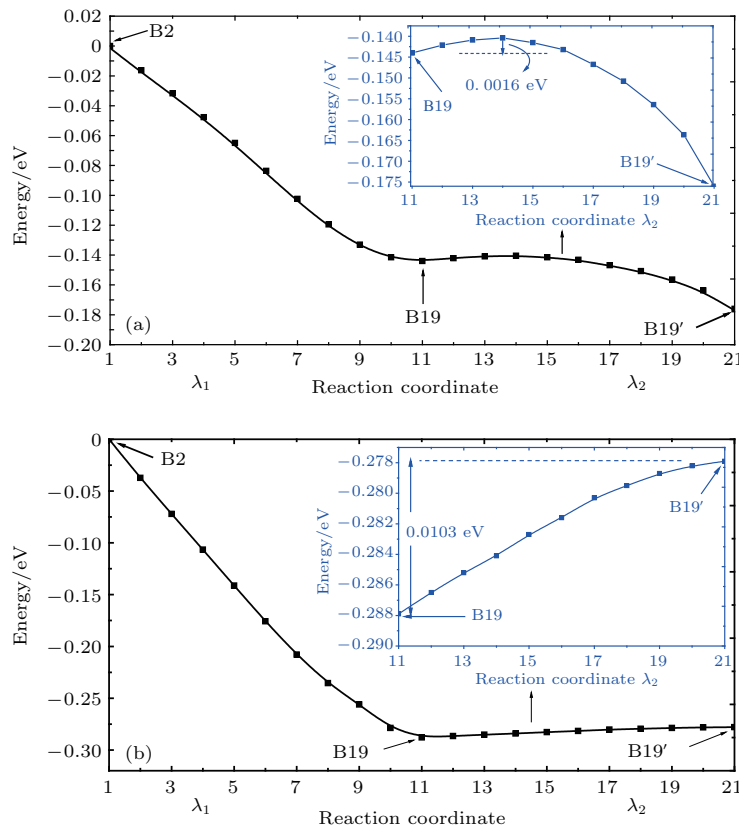 0
−0.02
−0.04
−0.06
−0.08
−0.10
−0.12
−0.14
−0.16
−0.18
−0.20
Energy/eV
B2
B19
B19′
(a)
1 3 5 7 9 11 13 15 17 19 21
λ1 Reaction coordinate λ2
−0.140
−0.145
−0.150
−0.155
−0.160
−0.165
−0.170
−0.175
Energy/eV
0.0016 eV
B19
B19′
11 13 15 17 19 21
Reaction coordinate λ2
0
−0.05
−0.10
−0.15
−0.20
−0.25
−0.30
Energy/eV
B2
B19
B19′
(b)
1 3 5 7 9 11 13 15 17 19 21
λ1 Reaction coordinate λ2
−0.278
−0.280
−0.282
−0.284
−0.286
−0.288
−0.290
Energy/eV
0.0103 eV
B19′
B19
11 13 15 17 19 21
Reaction coordinate λ2